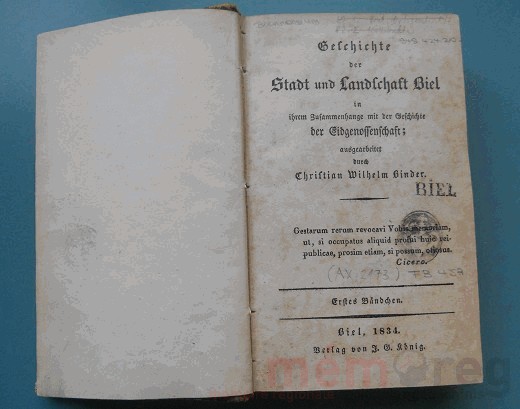 Geschichte
der
Stadt und Landschaft Biel
in
ihrem Zusammenhange mit der Geschichte
der Eidgenossenschaft;
ausgearbeitet
durch
Christian Wilhelm Binder.
BIEL
Gestarum rerum revocavi Vobis memoriam,
ut, si occupatus aliquid profui huic rei-
publicae, prosim etiam, si possum, otiosus.
Cicero.
Erstes Bändchen.
Biel, 1834.
Verlag von J. G. König.
mémreg